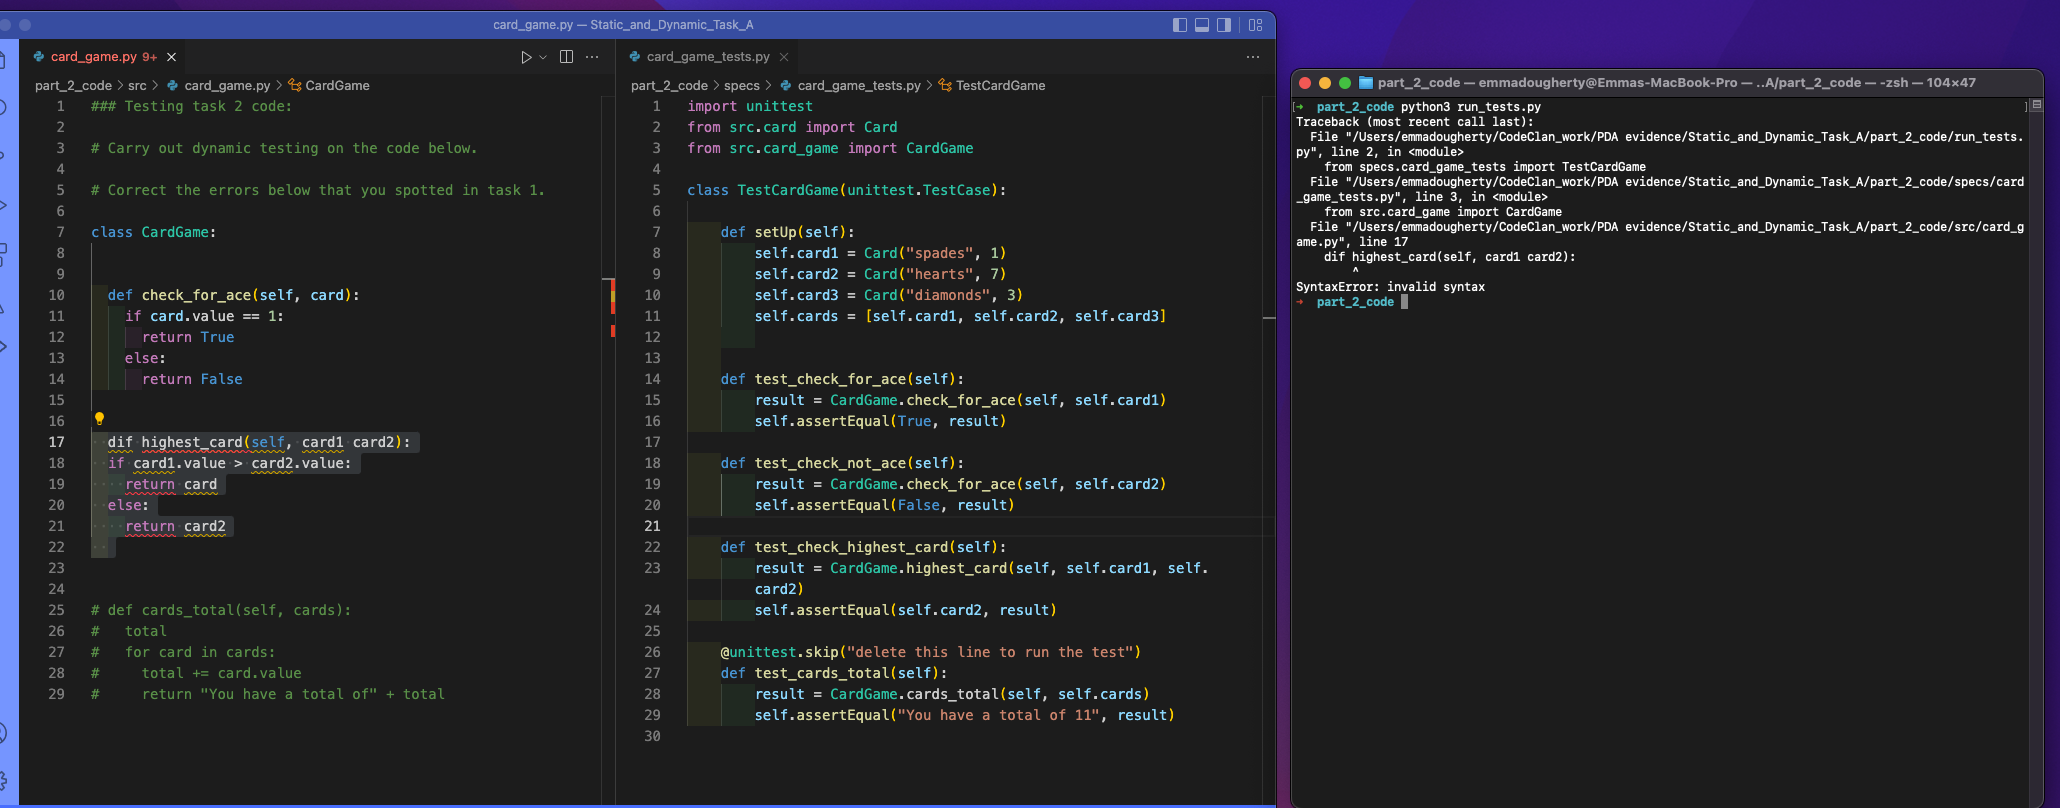 card_game.py — Static_and_Dynamic_Task_A
card_game.py 9+
part_2_code > src > card_game.py > CardGame
1 ### Testing task 2 code:
2
3 # Carry out dynamic testing on the code below.
4
5 # Correct the errors below that you spotted in task 1.
6
7 class CardGame:
8
9
10 def check_for_ace(self, card):
11 if card.value == 1:
12 return True
13 else:
14 return False
15
16
17 dif highest_card(self, card1 card2):
18 if card1.value > card2.value:
19 return card
20 else:
21 return card2
22
23
24
25 # def cards_total(self, cards):
26 # total
27 # for card in cards:
28 # total += card.value
29 # return "You have a total of" + total
card_game_tests.py
part_2_code > specs > card_game_tests.py > TestCardGame
1 import unittest
2 from src.card import Card
3 from src.card_game import CardGame
4
5 class TestCardGame(unittest.TestCase):
6
7 def setUp(self):
8 self.card1 = Card("spades", 1)
9 self.card2 = Card("hearts", 7)
10 self.card3 = Card("diamonds", 3)
11 self.cards = [self.card1, self.card2, self.card3]
12
13
14 def test_check_for_ace(self):
15 result = CardGame.check_for_ace(self, self.card1)
16 self.assertEqual(True, result)
17
18 def test_check_not_ace(self):
19 result = CardGame.check_for_ace(self, self.card2)
20 self.assertEqual(False, result)
21
22 def test_check_highest_card(self):
23 result = CardGame.highest_card(self, self.card1, self.
card2)
24 self.assertEqual(self.card2, result)
25
26 @unittest.skip("delete this line to run the test")
27 def test_cards_total(self):
28 result = CardGame.cards_total(self, self.cards)
29 self.assertEqual("You have a total of 11", result)
30
part_2_code — emmadougherty@Emmas-MacBook-Pro — ..A/part_2_code — -zsh — 104×47
[➜ part_2_code python3 run_tests.py ]
Traceback (most recent call last):
File "/Users/emmadougherty/CodeClan_work/PDA evidence/Static_and_Dynamic_Task_A/part_2_code/run_tests.
py", line 2, in <module>
from specs.card_game_tests import TestCardGame
File "/Users/emmadougherty/CodeClan_work/PDA evidence/Static_and_Dynamic_Task_A/part_2_code/specs/card
_game_tests.py", line 3, in <module>
from src.card_game import CardGame
File "/Users/emmadougherty/CodeClan_work/PDA evidence/Static_and_Dynamic_Task_A/part_2_code/src/card_g
ame.py", line 17
dif highest_card(self, card1 card2):
^
SyntaxError: invalid syntax
➜ part_2_code